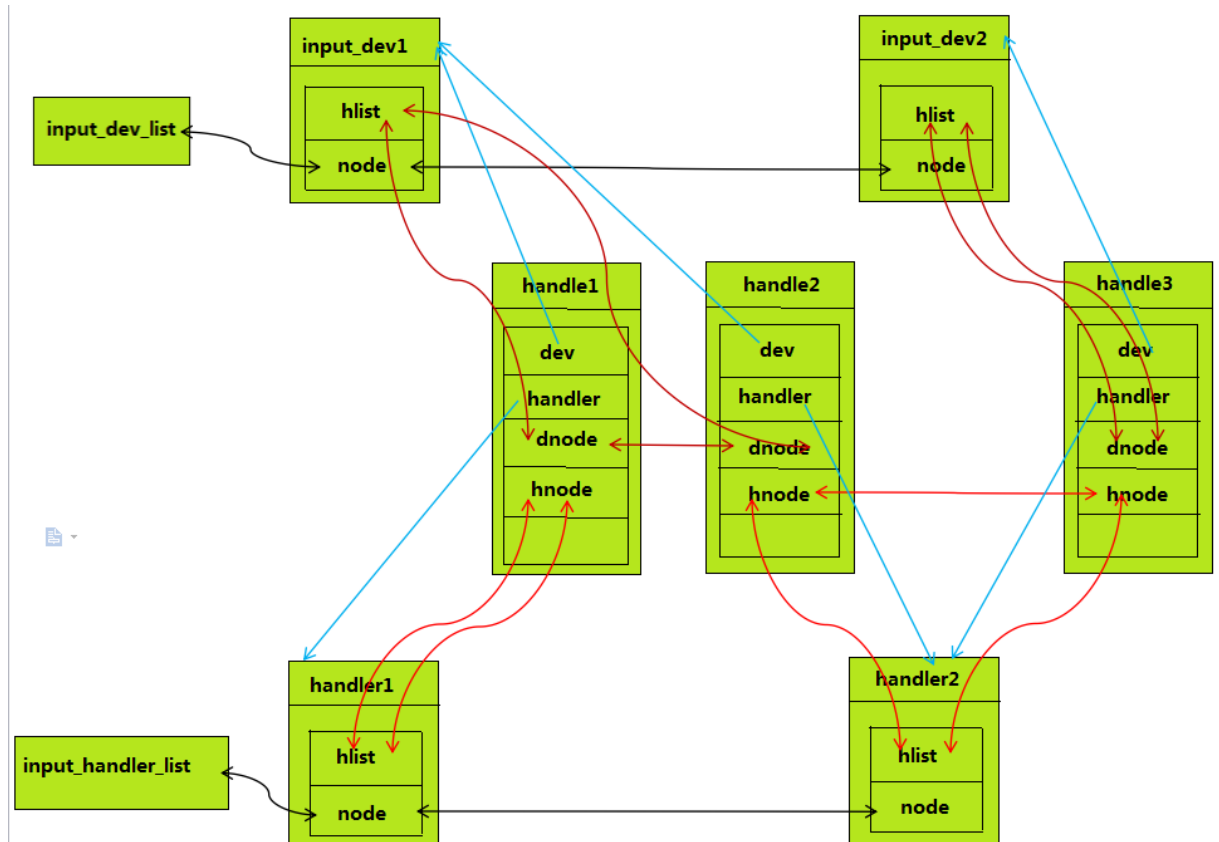 input_dev1
input_dev2
hlist
hlist
input_dev_list
node
node
handle1
handle2
handle3
dev
dev
dev
handler
handler
handler
dnode
dnode
dnode
hnode
hnode
hnode
handler1
handler2
hlist
hlist
input_handler_list
node
node